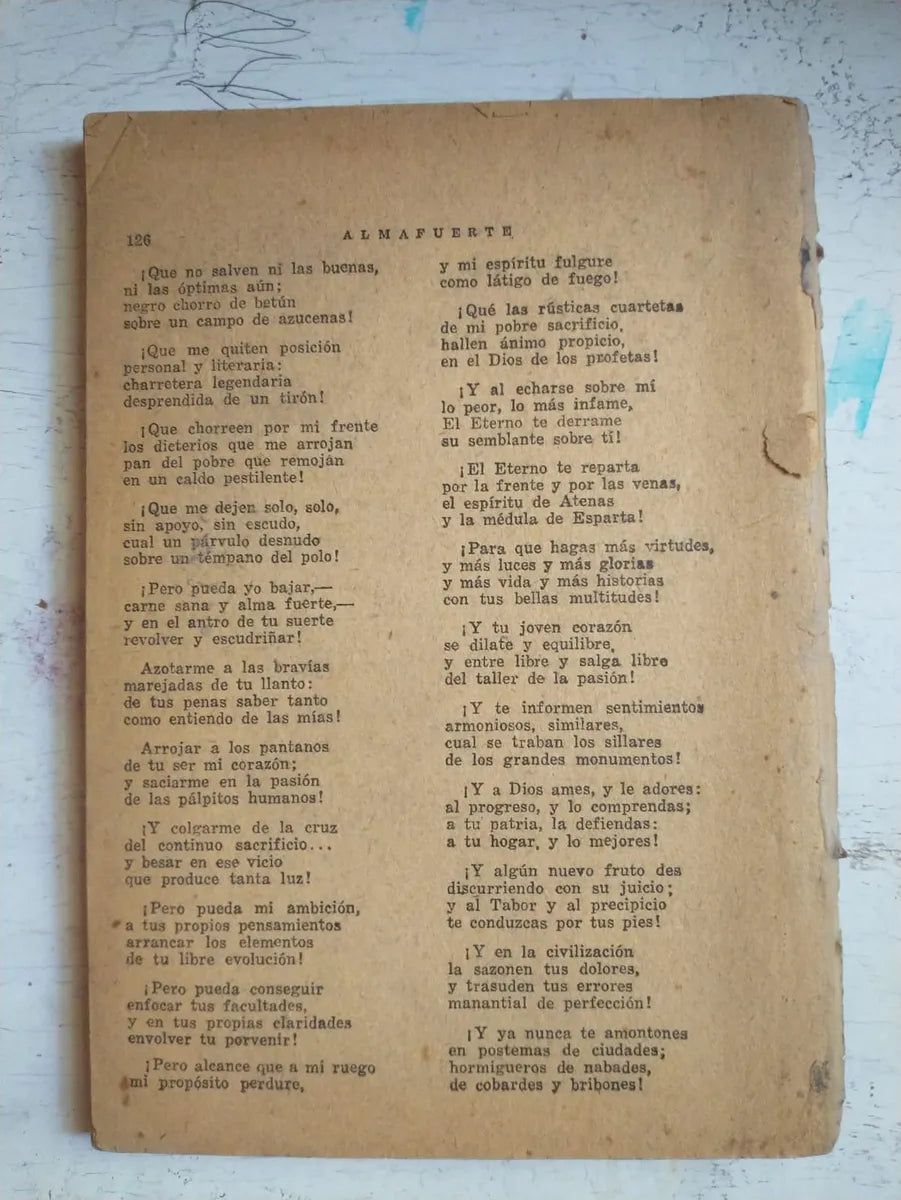 126
ALMAFUERTE
¡Que no salven ni las buenas,
ni las óptimas aún;
negro chorro de betún
sobre un campo de azucenas!
¡Que me quiten posición
personal y literaria:
charretera legendaria
desprendida de un tirón!
¡Que chorreen por mi frente
los dicterios que me arrojan
pan del pobre que remoján
en un caldo pestilente!
¡Que me dejen solo, solo,
sin apoyo, sin escudo,
cual un párvulo desnudo
sobre un témpano del polo!
¡Pero pueda yo bajar,—
carne sana y alma fuerte,—
y en el antro de tu suerte
revolver y escudriñar!
Azotarme a las bravías
marejadas de tu llanto:
de tus penas saber tanto
como entiendo de las mías!
Arrojar a los pantanos
de tu ser mi corazón;
y saciarme en la pasión
de las pálpitos humanos!
¡Y colgarme de la cruz
del continuo sacrificio...
y besar en ese vicio
que produce tanta luz!
¡Pero pueda mi ambición,
a tus propios pensamientos
arrancar los elementos
de tu libre evolución!
¡Pero pueda conseguir
enfocar tus facultades,
y en tus propias claridades
envolver tu porvenir!
¡Pero alcance que a mi ruego
mi propósito perdure,
y mi espíritu fulgure
como látigo de fuego!
¡Qué las rústicas cuartetas
de mi pobre sacrificio,
hallen ánimo propicio,
en el Dios de los profetas!
¡Y al echarse sobre mí
lo peor, lo más infame,
El Eterno te derrame
su semblante sobre tí!
¡El Eterno te reparta
por la frente y por las venas,
el espíritu de Atenas
y la médula de Esparta!
¡Para que hagas más virtudes,
y más luces y más glorias
y más vida y más historias
con tus bellas multitudes!
¡Y tu joven corazón
se dilate y equilibre,
y entre libre y salga libre
del taller de la pasión!
¡Y te informen sentimientos
armoniosos, similares,
cual se traban los sillares
de los grandes monumentos!
¡Y a Dios ames, y le adores:
al progreso, y lo comprendas;
a tu patria, la defiendas:
a tu hogar, y lo mejores!
¡Y algún nuevo fruto des
discurriendo con su juicio;
y al Tabor y al precipicio
te conduzcas por tus pies!
¡Y en la civilización
la sazonen tus dolores,
y trasuden tus errores
manantial de perfección!
¡Y ya nunca te amontones
en postemas de ciudades;
hormigueros de nabades,
de cobardes y bribones!